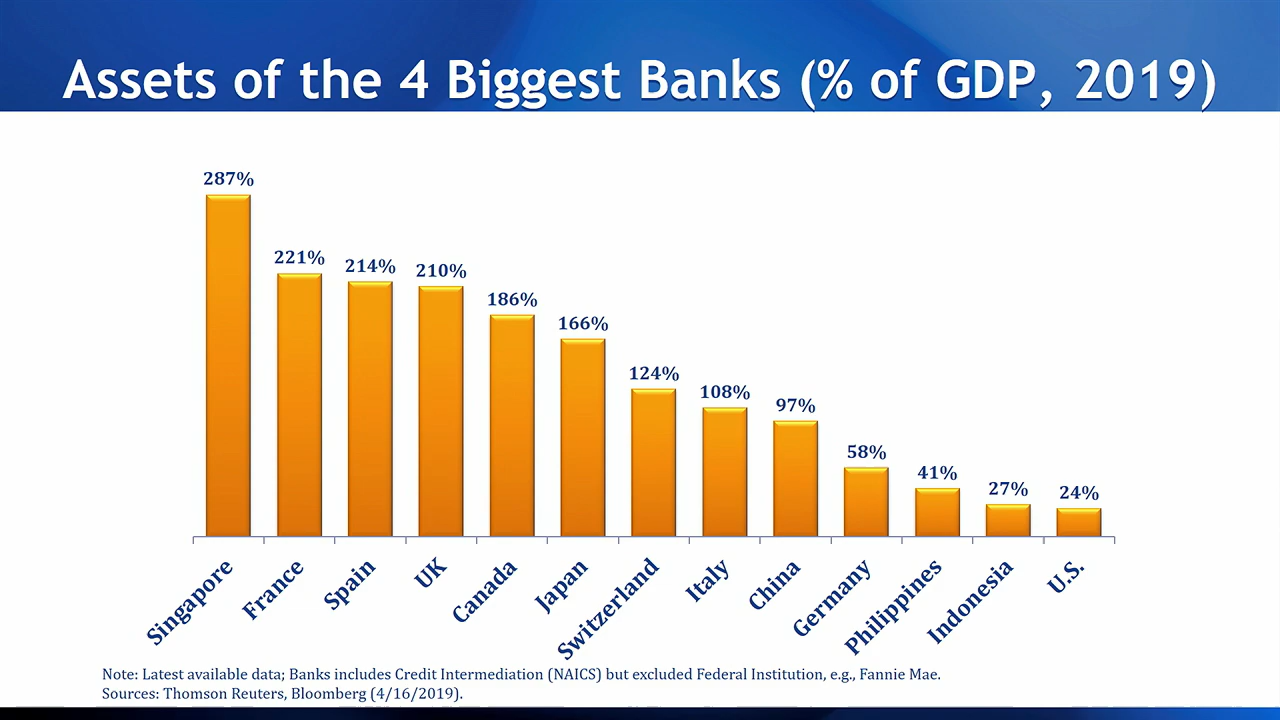 Assets of the 4 Biggest Banks (% of GDP, 2019)
287%
221%
214%
210%
186%
166%
124%
108%
97%
58%
41%
27%
24%
Singapore
France
Spain
UK
Canada
Japan
Switzerland
Italy
China
Germany
Philippines
Indonesia
U.S.
Note: Latest available data; Banks includes Credit Intermediation (NAICS) but excluded Federal Institution, e.g., Fannie Mae.
Sources: Thomson Reuters, Bloomberg (4/16/2019).